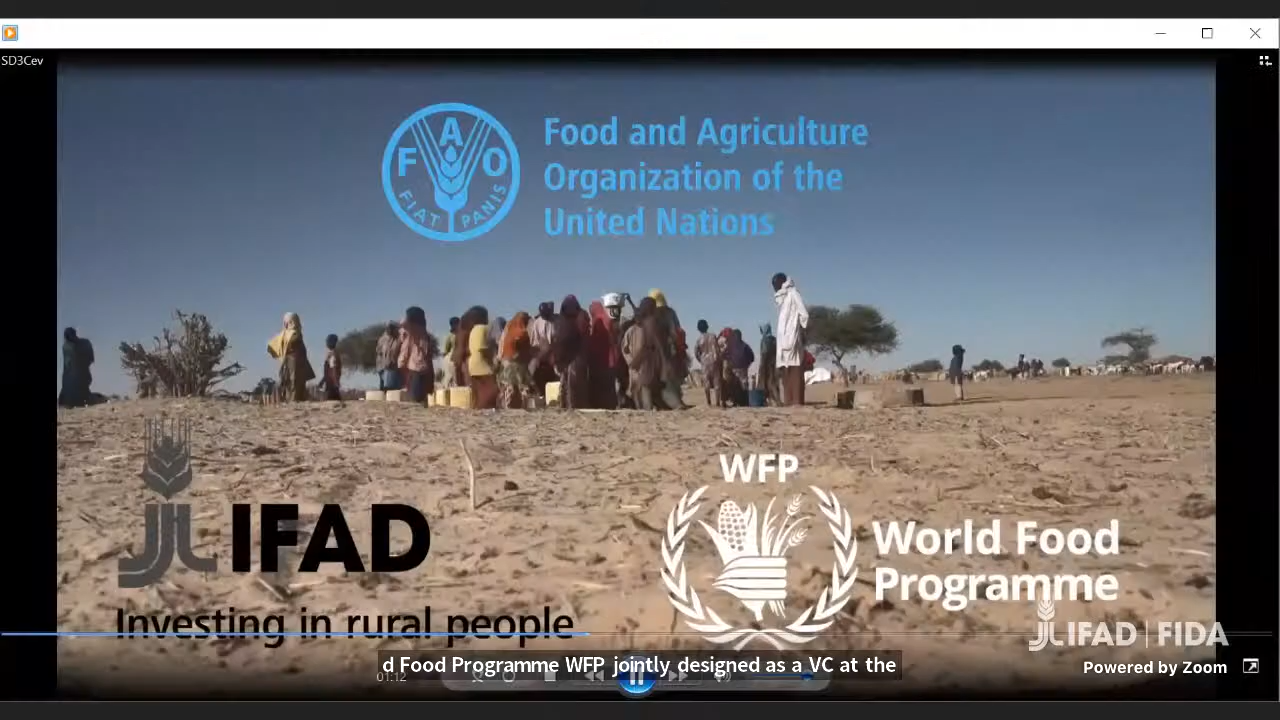 SD3Cev
FAO
FIAT PANIS
Food and Agriculture
Organization of the
United Nations
IFAD
Investing in rural people
WFP
World Food
Programme
IFAD | FIDA
d Food Programme WFP jointly designed as a VC at the
Powered by Zoom
01:12